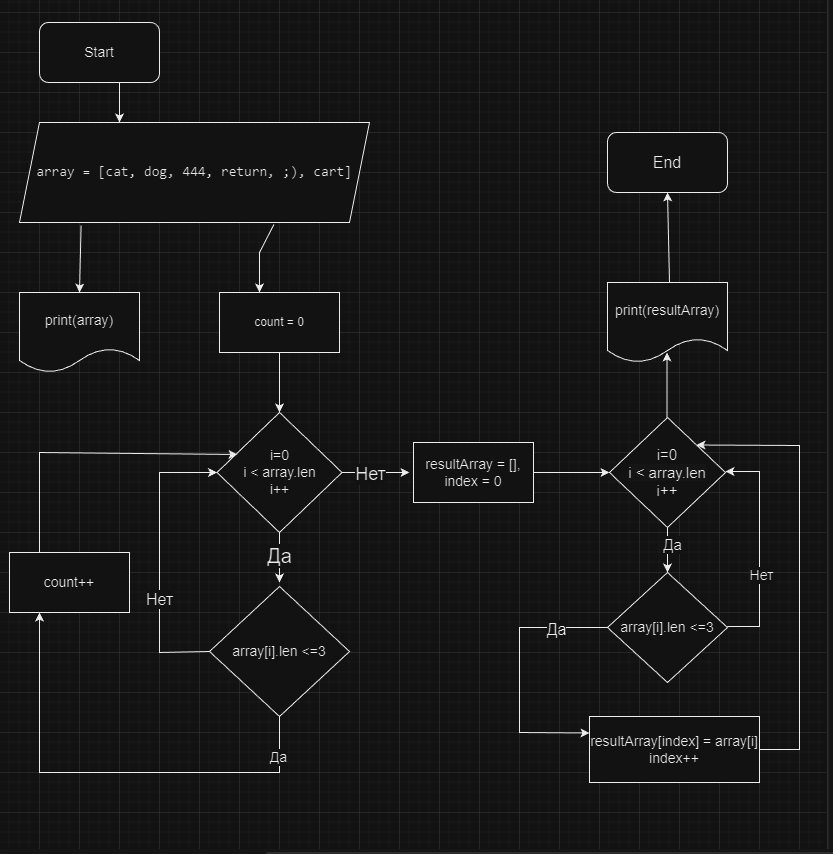 Start
array = [cat, dog, 444, return, ;), cart]
print(array)
count = 0
i=0
i < array.len
i++
Нет
Да
count++
Нет
array[i].len <=3
Да
resultArray = [],
index = 0
End
print(resultArray)
i=0
i < array.len
i++
Да
Нет
array[i].len <=3
Да
resultArray[index] = array[i]
index++